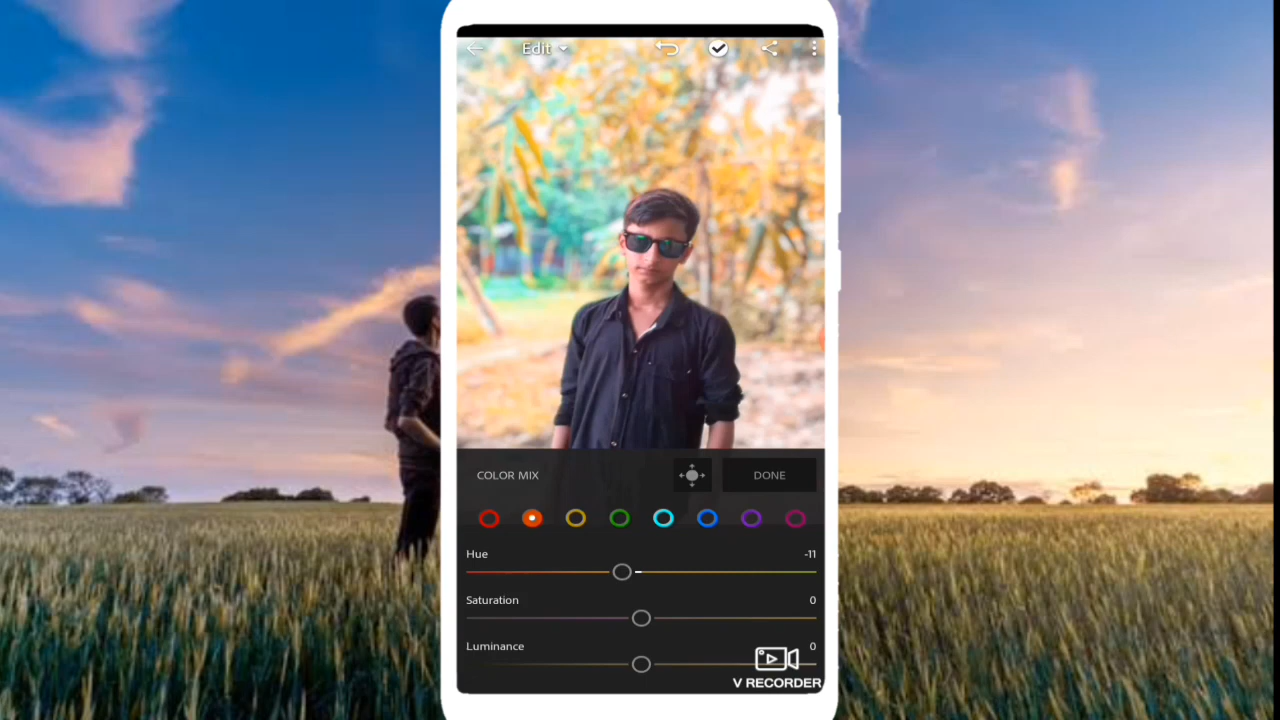 Edit
COLOR MIX
DONE
Hue -11
Saturation 0
Luminance 0
V RECORDER